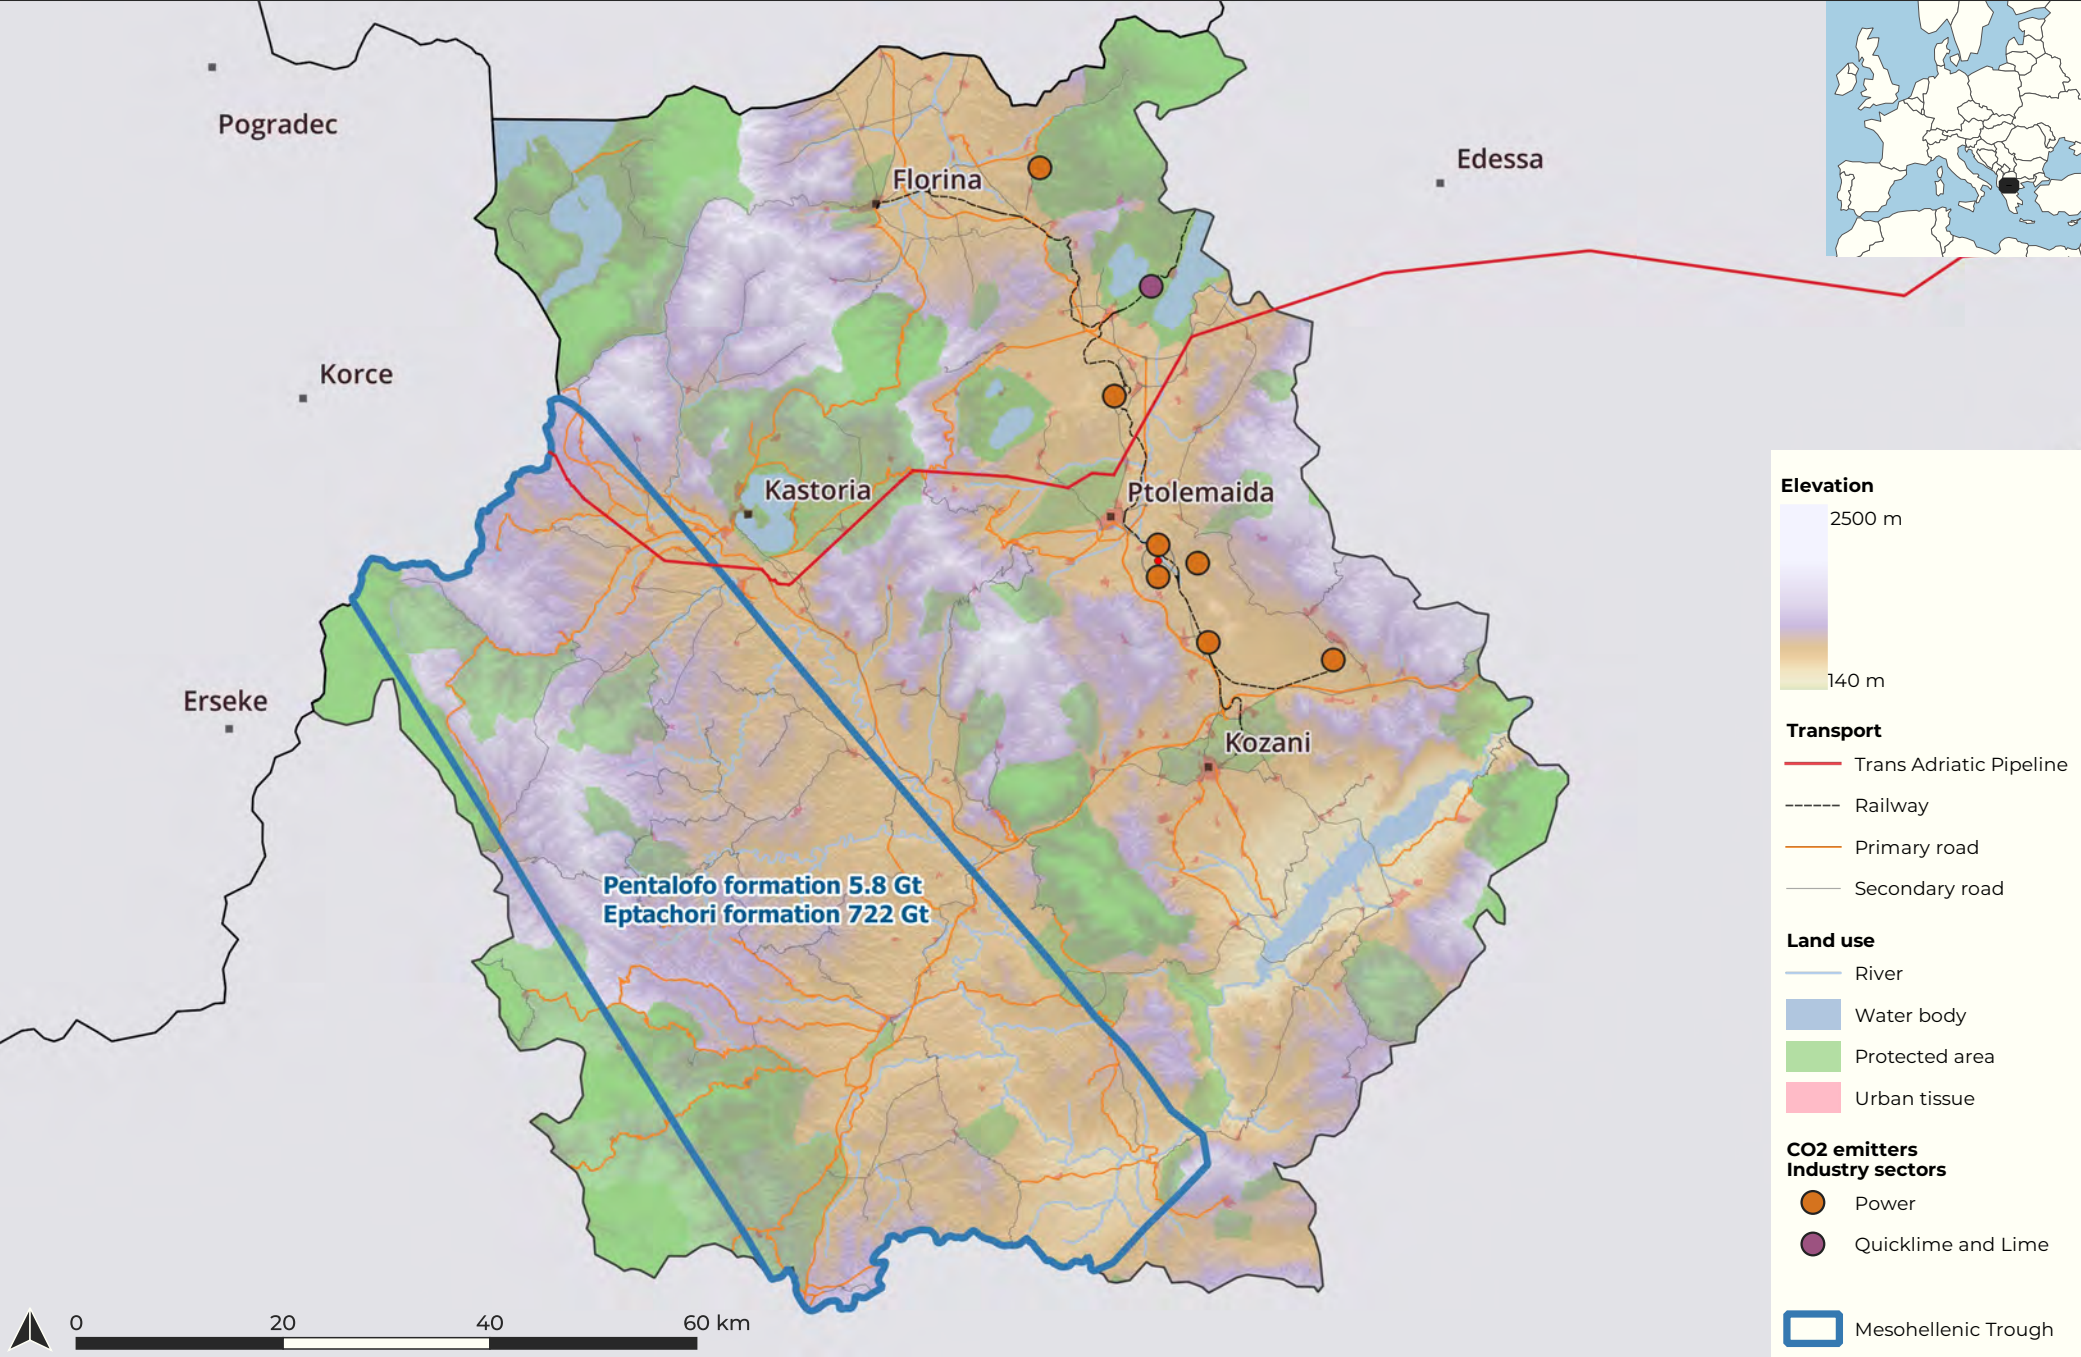 Pogradec
Edessa
Florina
Korce
Kastoria
Ptolemaida
Erseke
Kozani
Pentalofo formation 5.8 Gt
Eptachori formation 722 Gt
0 20 40 60 km
Elevation
2500 m
140 m
Transport
Trans Adriatic Pipeline
Railway
Primary road
Secondary road
Land use
River
Water body
Protected area
Urban tissue
CO2 emitters
Industry sectors
Power
Quicklime and Lime
Mesohellenic Trough